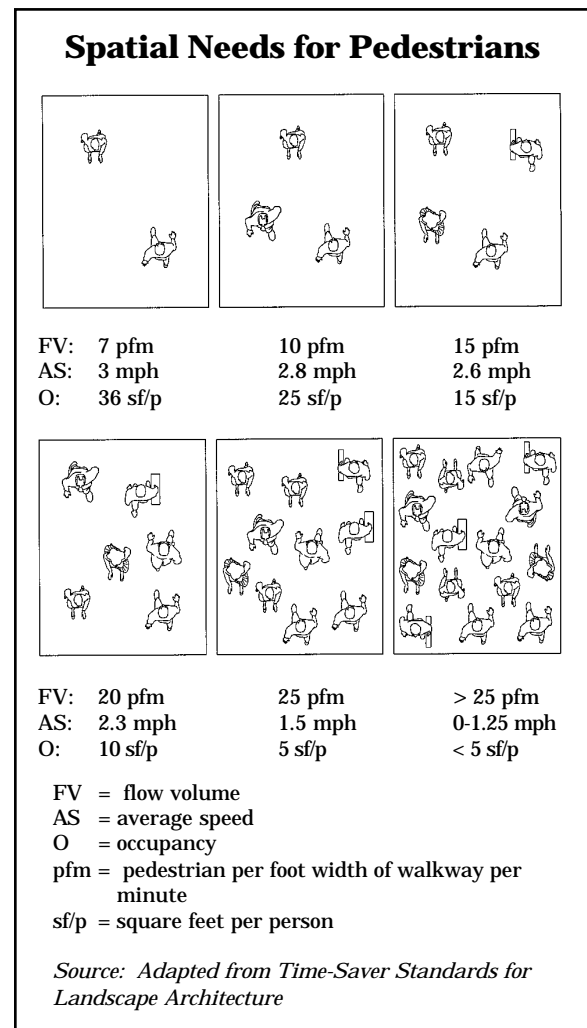 Spatial Needs for Pedestrians
FV: 7 pfm 10 pfm 15 pfm
AS: 3 mph 2.8 mph 2.6 mph
O: 36 sf/p 25 sf/p 15 sf/p
FV: 20 pfm 25 pfm > 25 pfm
AS: 2.3 mph 1.5 mph 0-1.25 mph
O: 10 sf/p 5 sf/p < 5 sf/p
FV = flow volume
AS = average speed
O = occupancy
pfm = pedestrian per foot width of walkway per
minute
sf/p = square feet per person
Source: Adapted from Time-Saver Standards for
Landscape Architecture